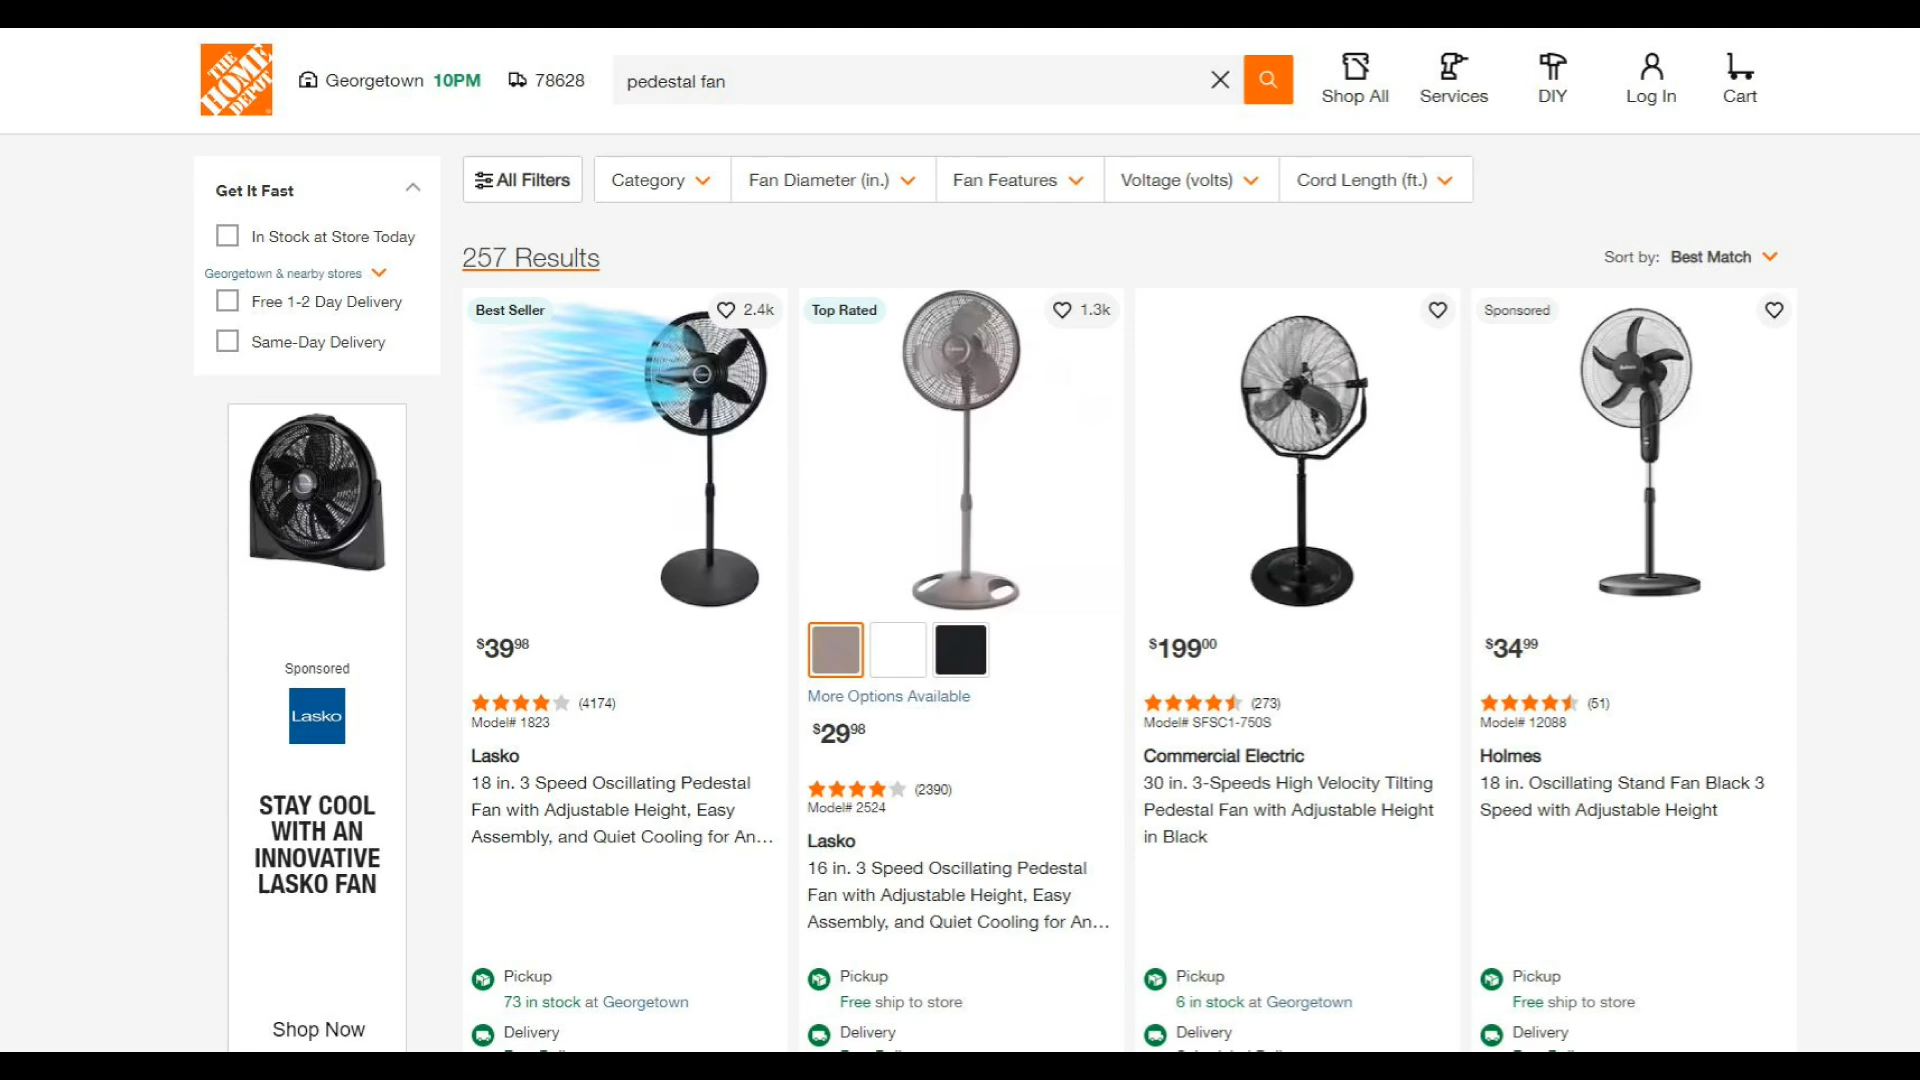 THE HOME DEPOT
Georgetown 10PM
78628
pedestal fan
Shop All
Services
DIY
Log In
Cart
Get It Fast
In Stock at Store Today
Georgetown & nearby stores
Free 1-2 Day Delivery
Same-Day Delivery
All Filters
Category
Fan Diameter (in.)
Fan Features
Voltage (volts)
Cord Length (ft.)
257 Results
Sort by: Best Match
Sponsored
Lasko
STAY COOL
WITH AN
INNOVATIVE
LASKO FAN
Shop Now
Best Seller
2.4k
$3998
(4174)
Model# 1823
Lasko
18 in. 3 Speed Oscillating Pedestal
Fan with Adjustable Height, Easy
Assembly, and Quiet Cooling for An...
Pickup
73 in stock at Georgetown
Delivery
Top Rated
1.3k
More Options Available
$2998
(2390)
Model# 2524
Lasko
16 in. 3 Speed Oscillating Pedestal
Fan with Adjustable Height, Easy
Assembly, and Quiet Cooling for An...
Pickup
Free ship to store
Delivery
$19900
(273)
Model# SFSC1-750S
Commercial Electric
30 in. 3-Speeds High Velocity Tilting
Pedestal Fan with Adjustable Height
in Black
Pickup
6 in stock at Georgetown
Delivery
Sponsored
$3499
(51)
Model# 12088
Holmes
18 in. Oscillating Stand Fan Black 3
Speed with Adjustable Height
Pickup
Free ship to store
Delivery